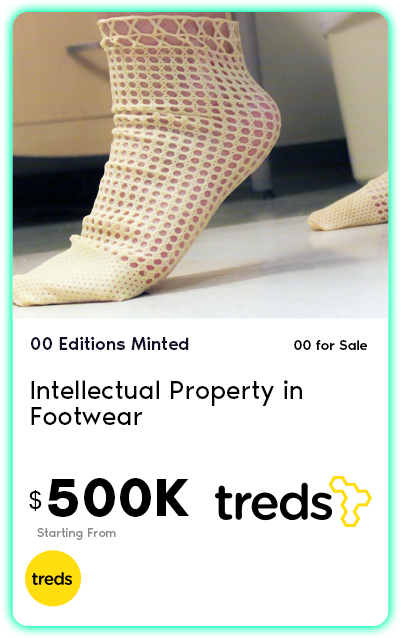 00 Editions Minted
00 for Sale
Intellectual Property in
Footwear
$500K
treds
Starting From
treds